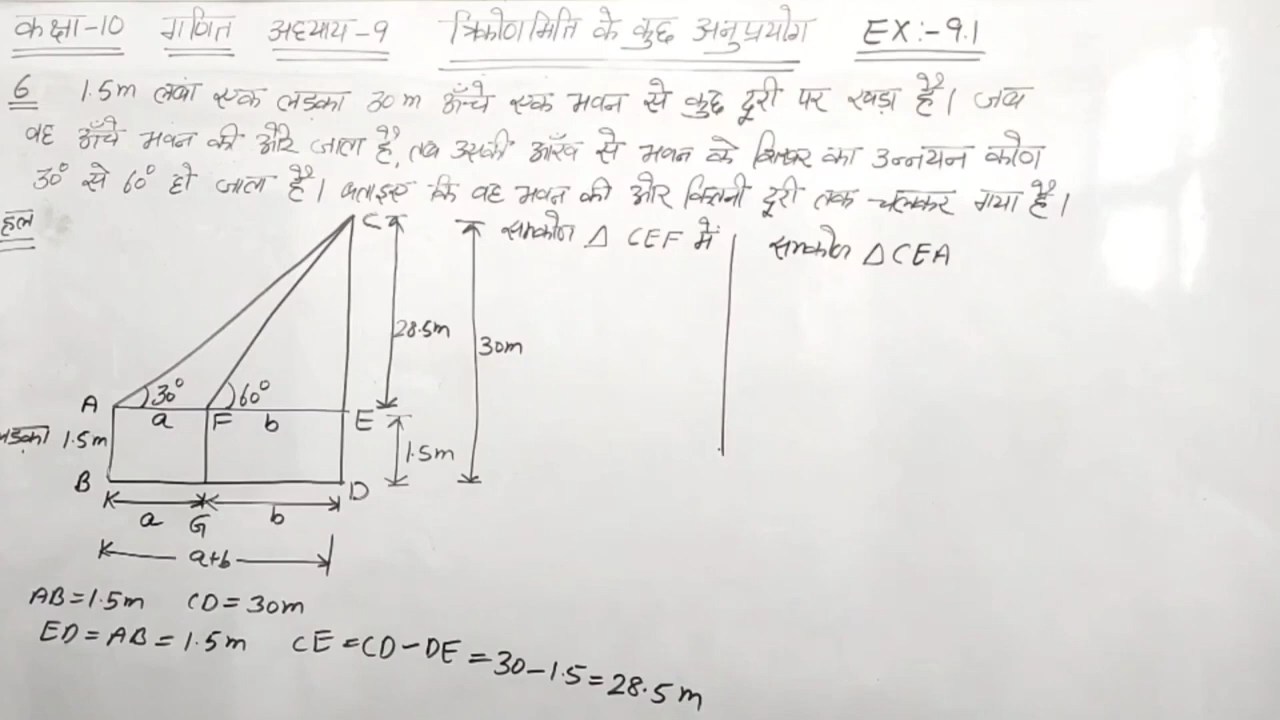 कक्षा-10 गणित अध्याय-9 त्रिकोणमिति के कुछ अनुप्रयोग EX:-9.1
6 1.5m लंबा एक लड़का 30m ऊँचे एक भवन से कुछ दूरी पर खड़ा है। जब
वह ऊँचे भवन की और जाता है, तब उसकी आँख से भवन के शिखर का उन्नयन कोण
30° से 60° हो जाता है। बताइए कि वह भवन की और कितनी दूरी तक चलकर गया है।
हल
C
समकोण △ CEF में
समकोण △CEA
28.5m
30m
A 30° 60°
a F b E
लड़का 1.5m
1.5m
B D
a G b
a+b
AB=1.5m CD=30m
ED=AB=1.5m CE=CD-DE=30-1.5=28.5m